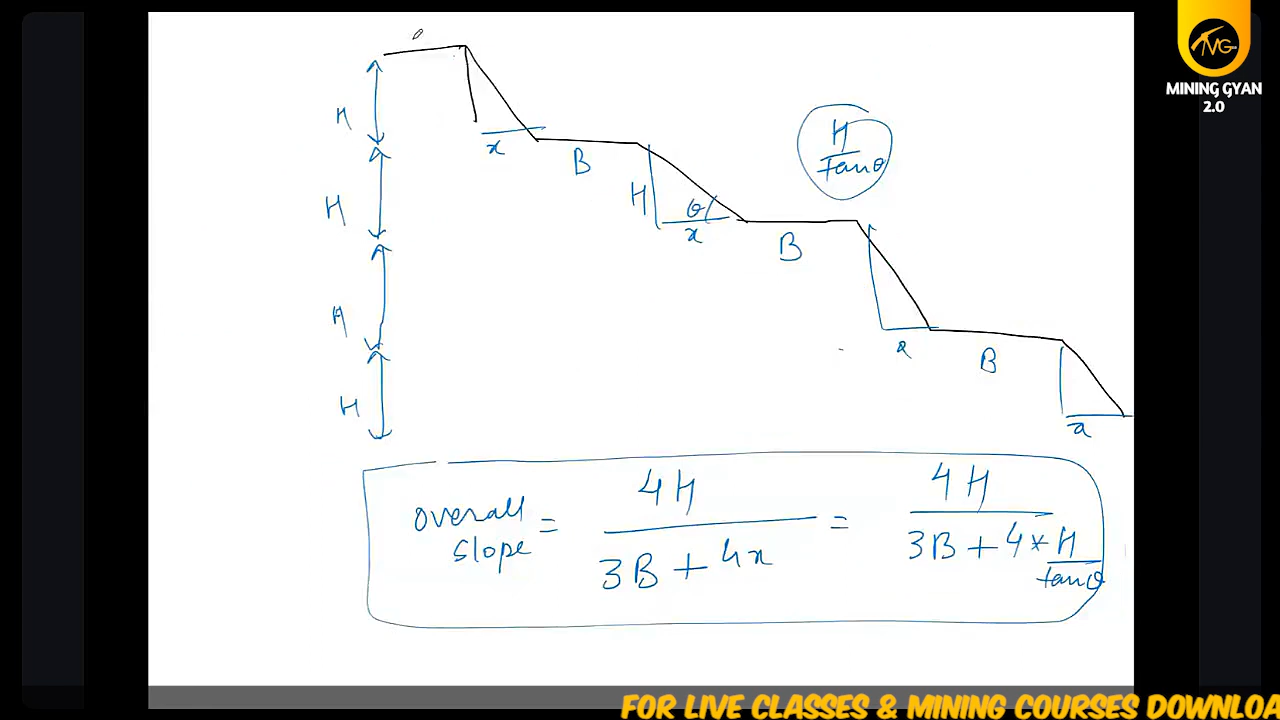 MINING GYAN
2.0
H
x
B
H
tanθ
H
H
θ
x
B
H
x
B
H
x
overall
slope
=
4H
3B + 4x
=
4H
3B + 4 * H
tanθ
FOR LIVE CLASSES & MINING COURSES DOWNLOA